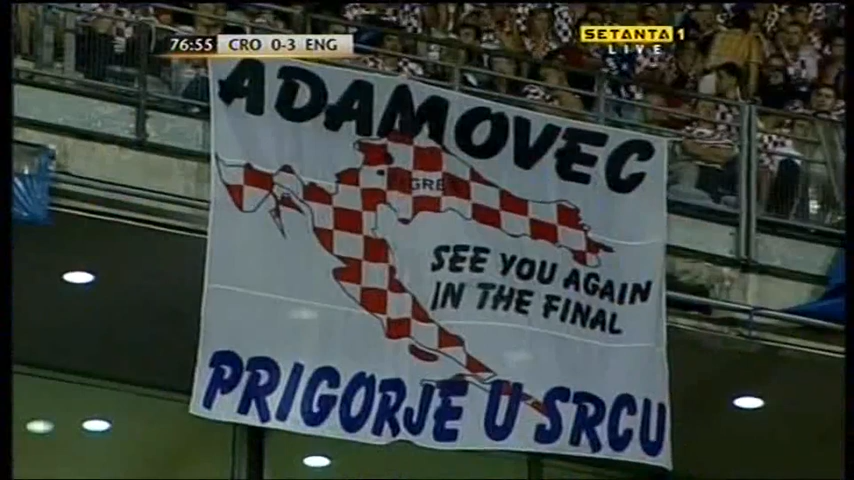 76:55 CRO 0-3 ENG
SETANTA 1
LIVE
ADAMOVEC
SEE YOU AGAIN
IN THE FINAL
PRIGORJE U SRCU